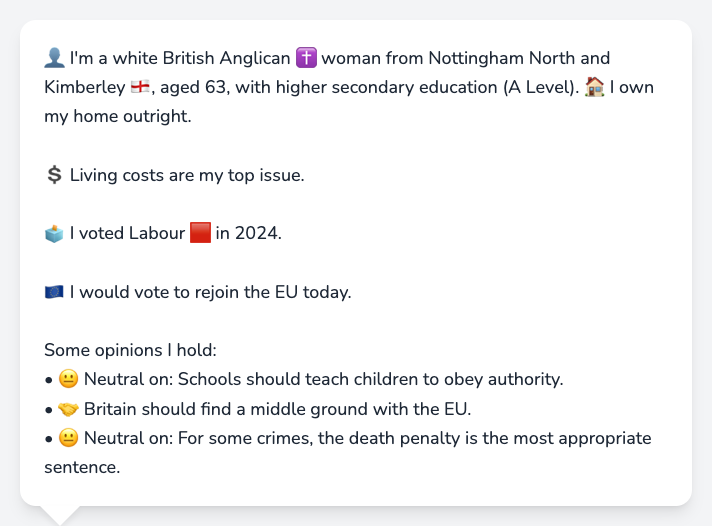 👤 I'm a white British Anglican ✝️ woman from Nottingham North and
Kimberley 🏴󠁧󠁢󠁥󠁮󠁧󠁿, aged 63, with higher secondary education (A Level). 🏠 I own
my home outright.
💲 Living costs are my top issue.
🗳️ I voted Labour 🟥 in 2024.
🇪🇺 I would vote to rejoin the EU today.
Some opinions I hold:
• 😐 Neutral on: Schools should teach children to obey authority.
• 🤝 Britain should find a middle ground with the EU.
• 😐 Neutral on: For some crimes, the death penalty is the most appropriate
sentence.